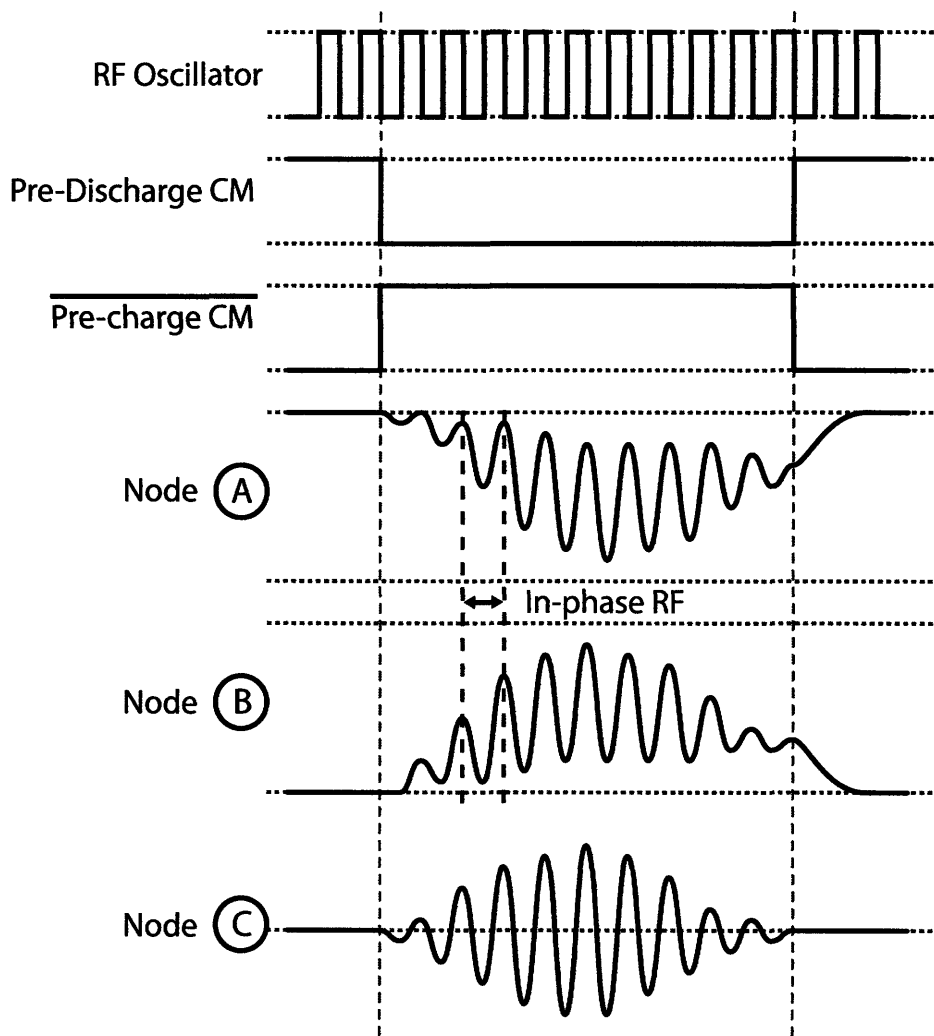 RF Oscillator
Pre-Discharge CM
Pre-charge CM
Node A
In-phase RF
Node B
Node C